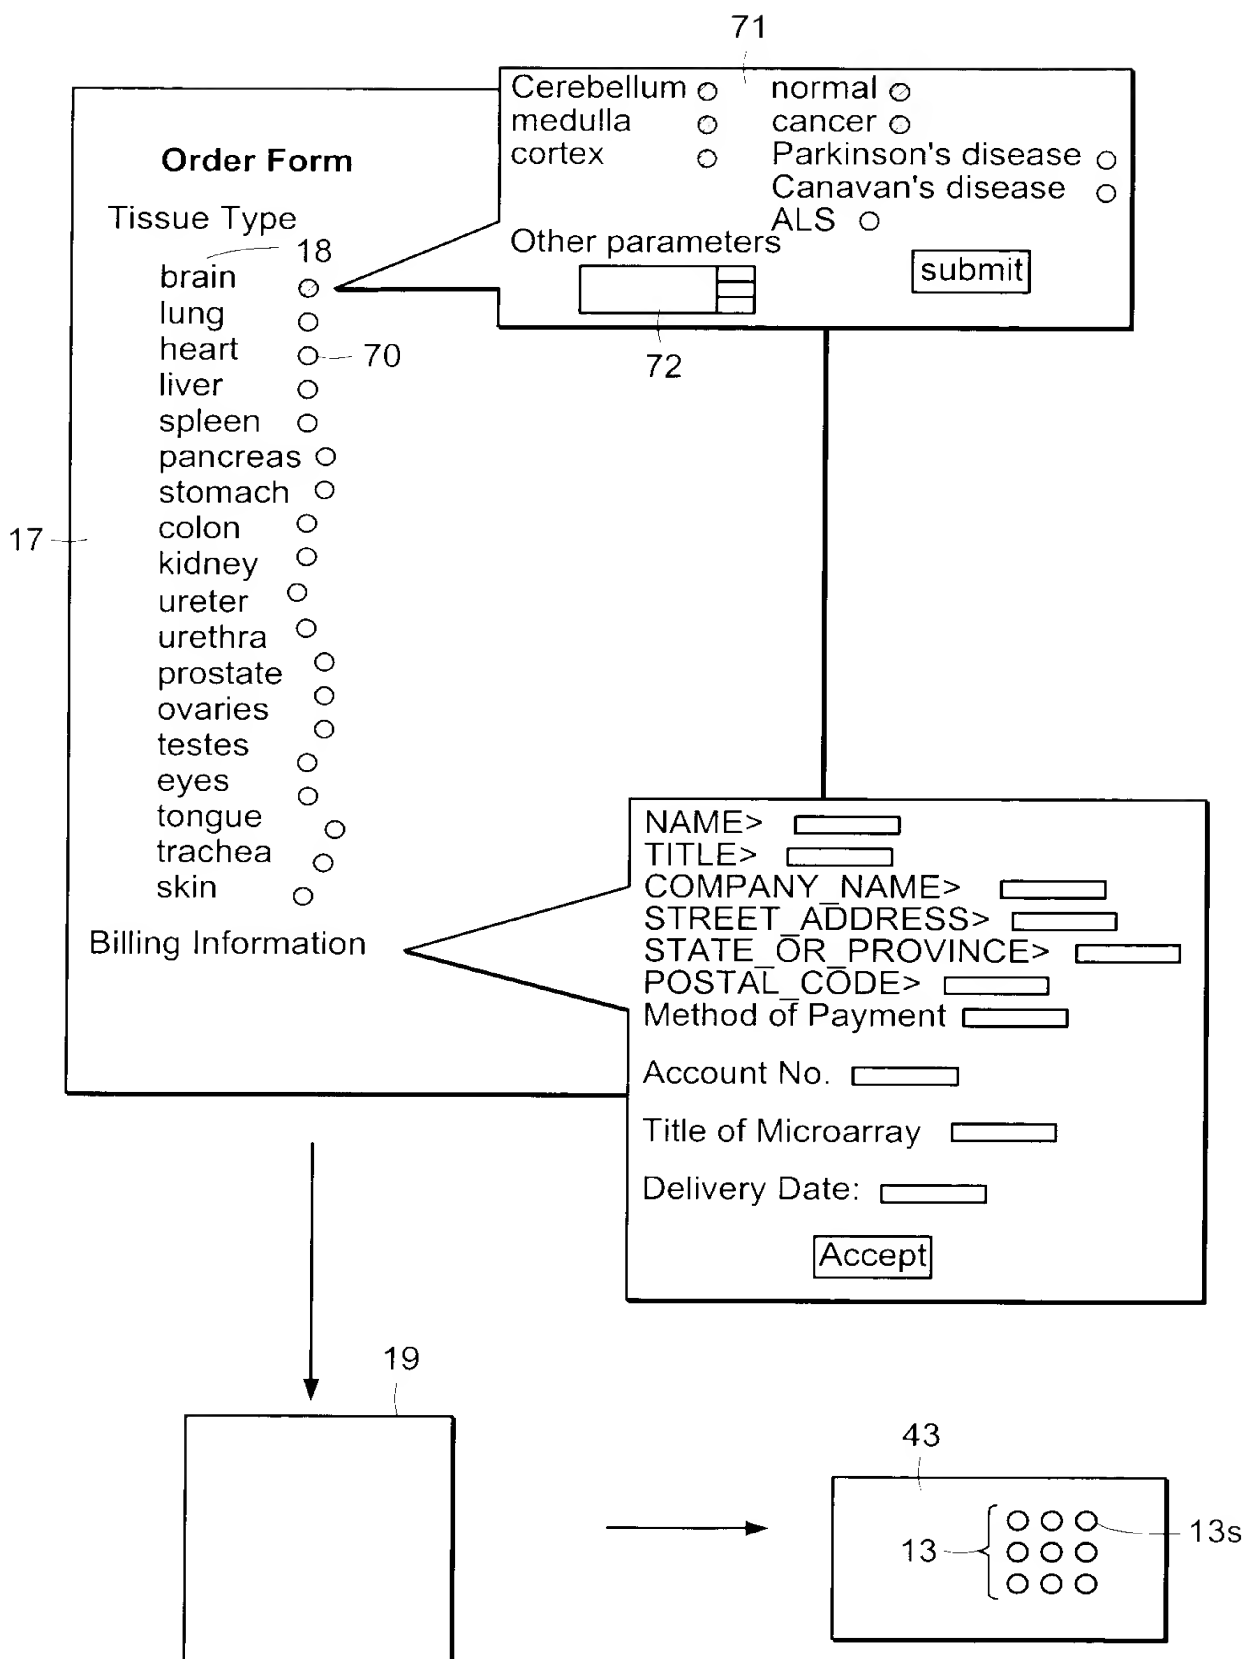 71
Cerebellum normal
medulla cancer
cortex Parkinson's disease
Canavan's disease
ALS
Other parameters
submit
72
Order Form
Tissue Type
18
brain
lung
heart 70
liver
spleen
pancreas
stomach
colon
17
kidney
ureter
urethra
prostate
ovaries
testes
eyes
tongue
trachea
skin
Billing Information
NAME>
TITLE>
COMPANY_NAME>
STREET_ADDRESS>
STATE_OR_PROVINCE>
POSTAL_CODE>
Method of Payment
Account No.
Title of Microarray
Delivery Date:
Accept
19
43
13 13s